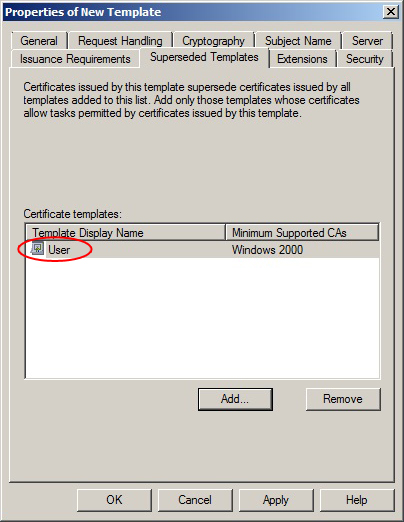 Properties of New Template
General Request Handling Cryptography Subject Name Server
Issuance Requirements Superseded Templates Extensions Security
Certificates issued by this template supersede certificates issued by all
templates added to this list. Add only those templates whose certificates
allow tasks permitted by certificates issued by this template.
Certificate templates:
Template Display Name Minimum Supported CAs
User Windows 2000
Add... Remove
OK Cancel Apply Help